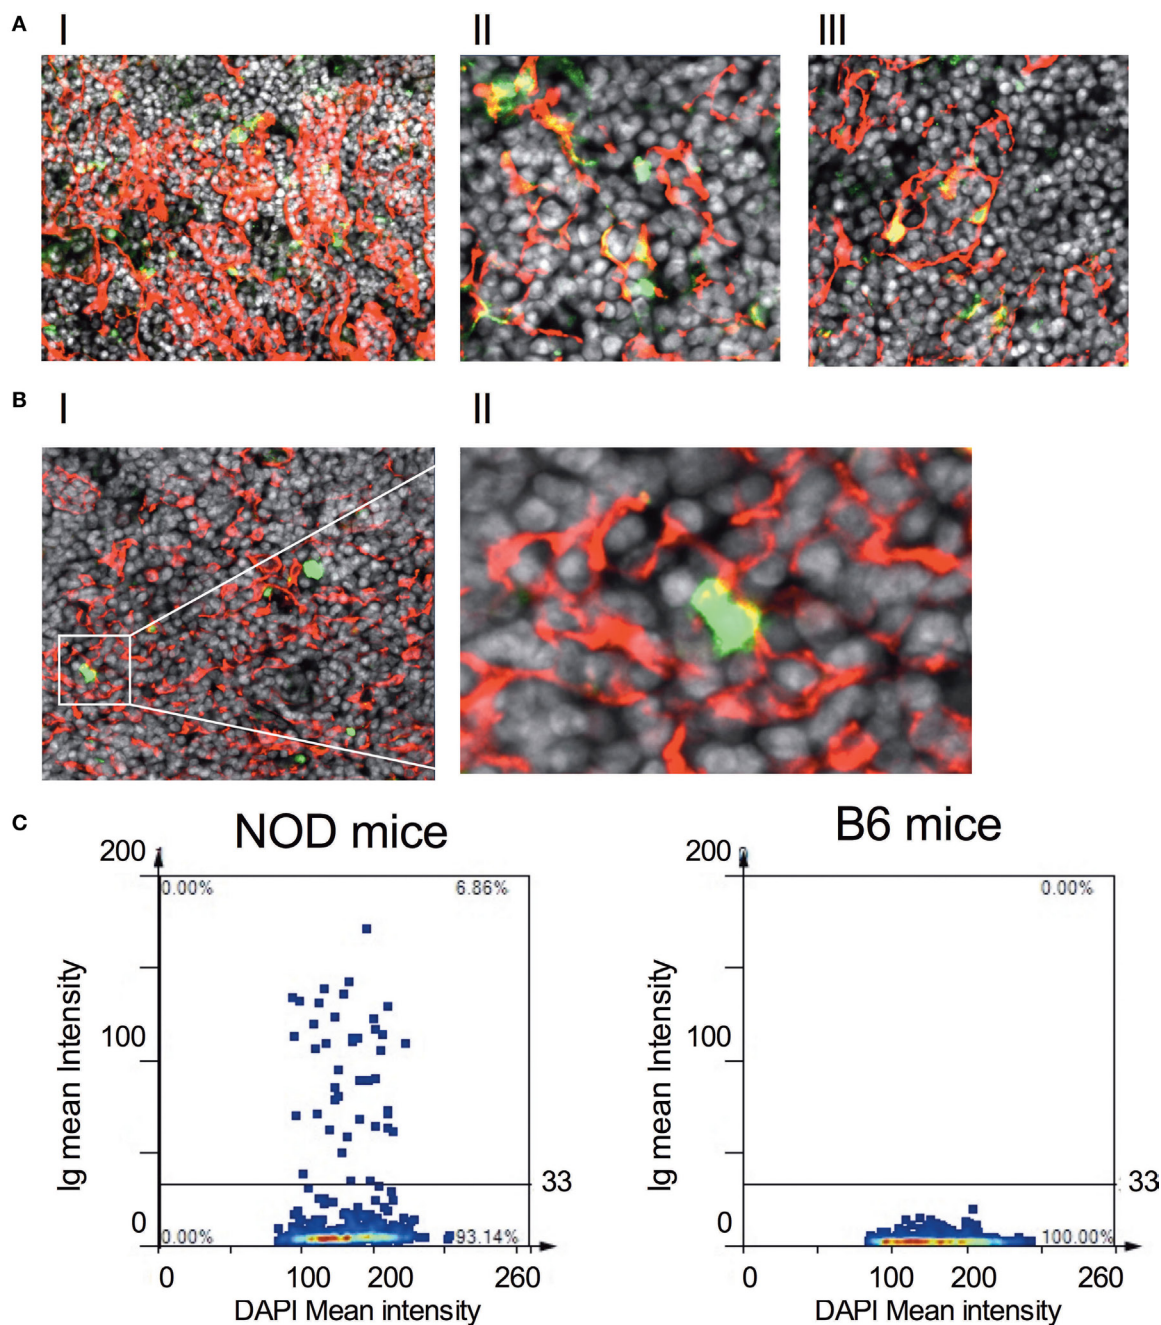 A I II III
B I II
C NOD mice B6 mice
200
0.00% 6.86%
100
33
0
0.00% 93.14%
0 100 200 260
Ig mean Intensity
DAPI Mean intensity
200
0.00%
100
33
0
100.00%
0 100 200 260
Ig mean Intensity
DAPI Mean intensity